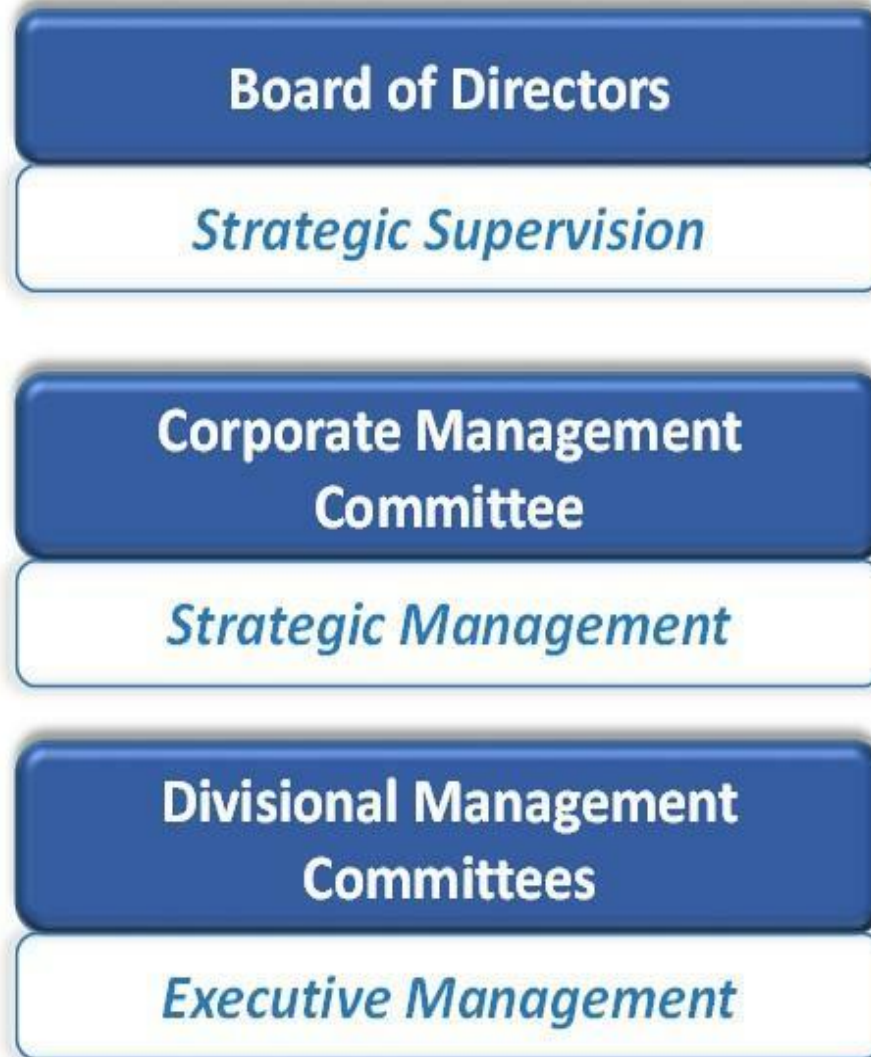 Board of Directors
Strategic Supervision
Corporate Management
Committee
Strategic Management
Divisional Management
Committees
Executive Management